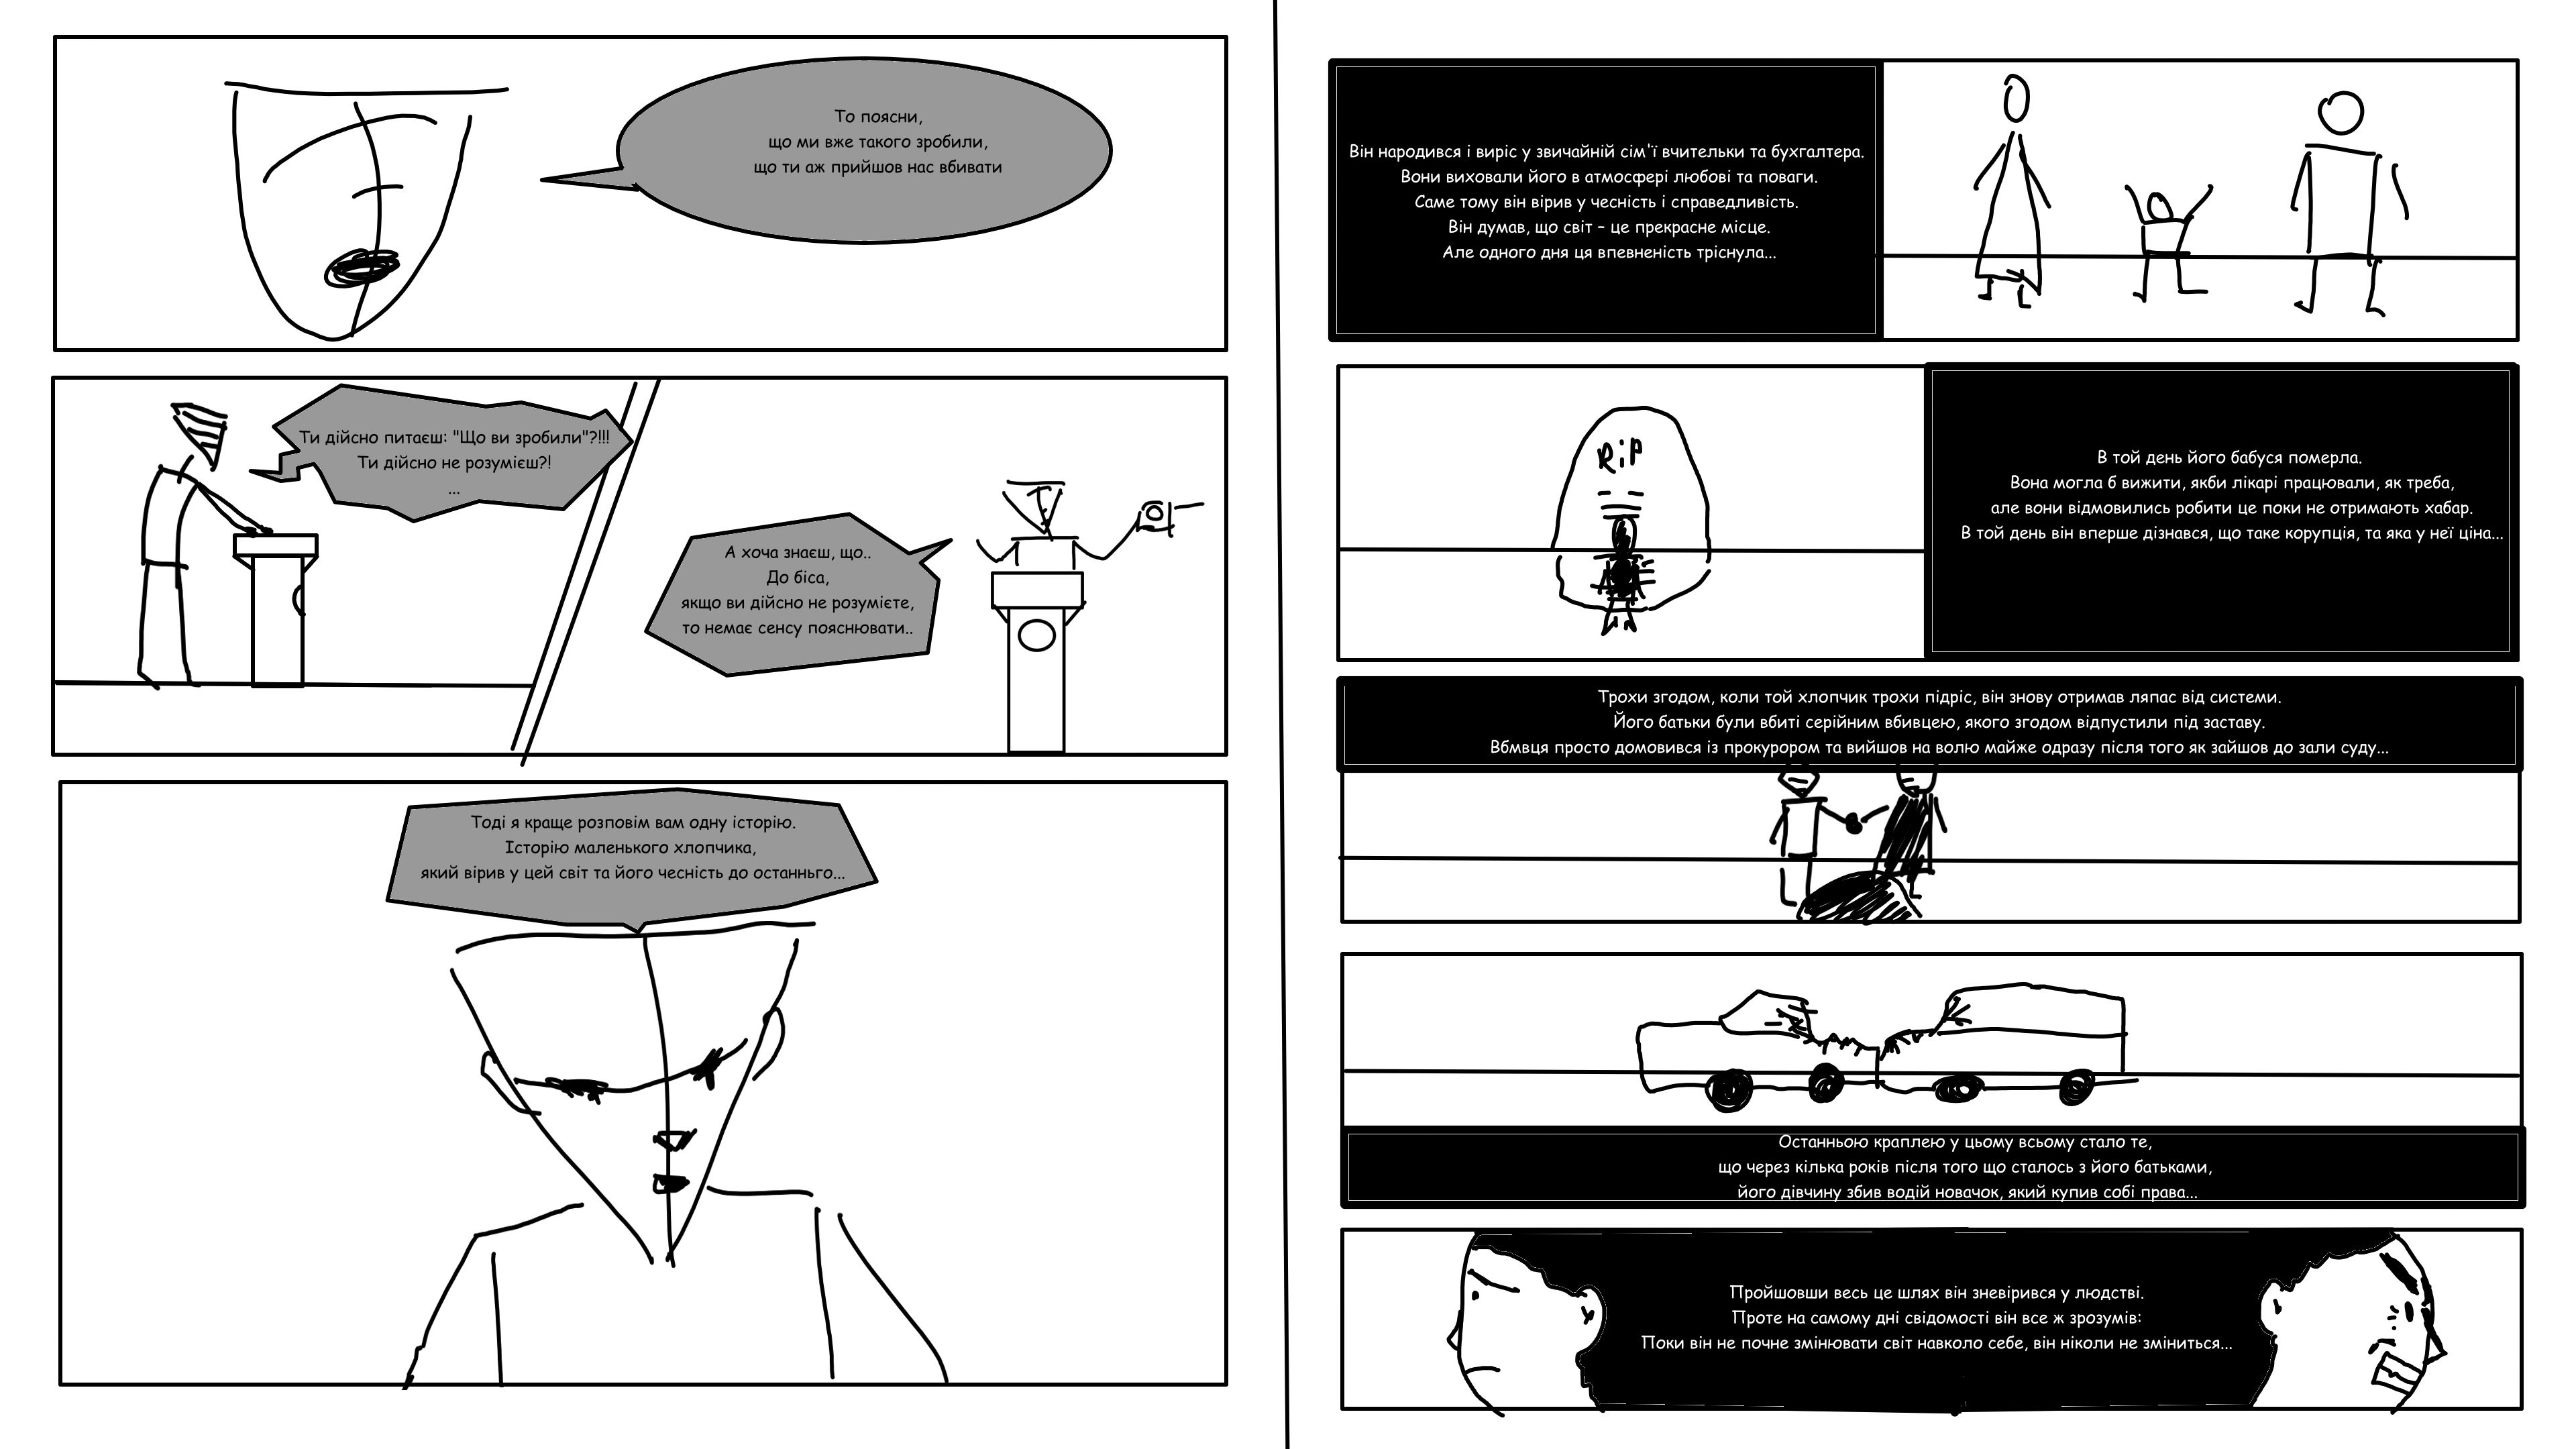 То поясни,
що ми вже такого зробили,
що ти аж прийшов нас вбивати
Ти дійсно питаєш: "Що ви зробили"?!!!
Ти дійсно не розумієш?!
...
А хоча знаєш, що..
До біса,
якщо ви дійсно не розумієте,
то немає сенсу пояснювати..
Тоді я краще розповім вам одну історію.
Історію маленького хлопчика,
який вірив у цей світ та його чесність до останнього...
Він народився і виріс у звичайній сім'ї вчительки та бухгалтера.
Вони виховали його в атмосфері любові та поваги.
Саме тому він вірив у чесність і справедливість.
Він думав, що світ – це прекрасне місце.
Але одного дня ця впевненість тріснула...
RiP
В той день його бабуся померла.
Вона могла б вижити, якби лікарі працювали, як треба,
але вони відмовились робити це поки не отримають хабар.
В той день він вперше дізнався, що таке корупція, та яка у неї ціна...
Трохи згодом, коли той хлопчик трохи підріс, він знову отримав ляпас від системи.
Його батьки були вбиті серійним вбивцею, якого згодом відпустили під заставу.
Вбмвця просто домовився із прокурором та вийшов на волю майже одразу після того як зайшов до зали суду...
Останньою краплею у цьому всьому стало те,
що через кілька років після того що сталось з його батьками,
його дівчину збив водій новачок, який купив собі права...
Пройшовши весь це шлях він зневірився у людстві.
Проте на самому дні свідомості він все ж зрозумів:
Поки він не почне змінювати світ навколо себе, він ніколи не зміниться...